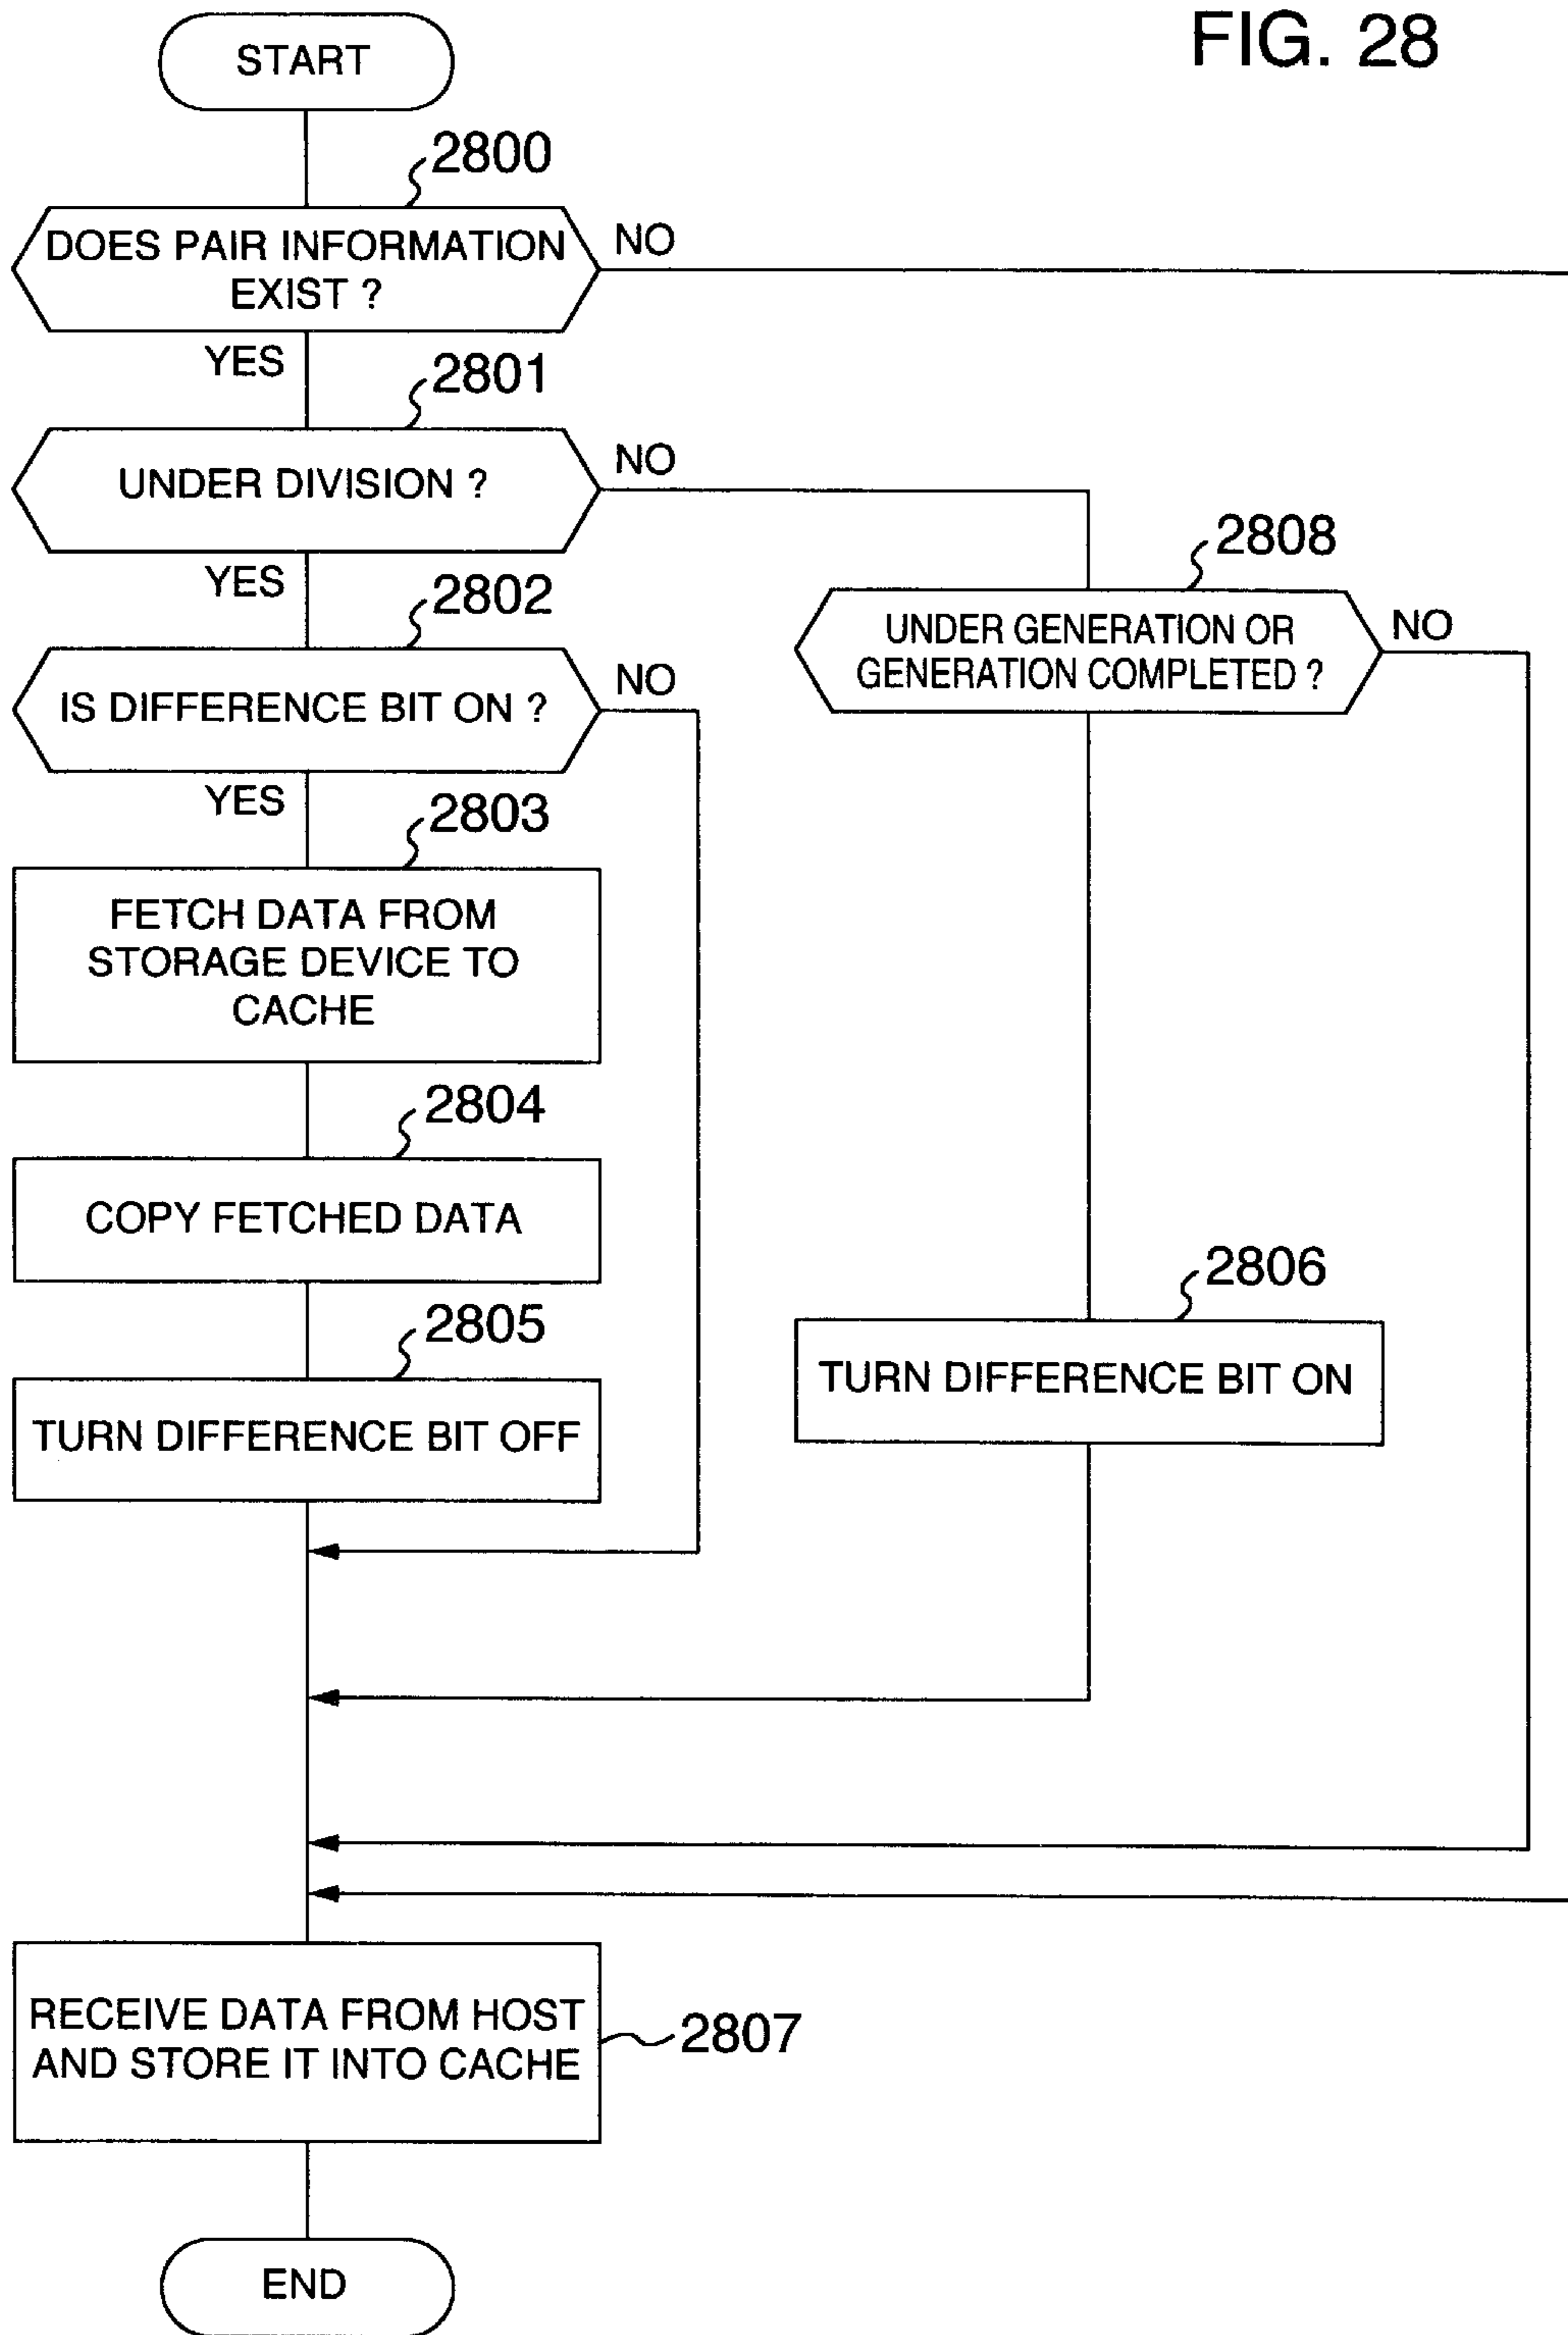 FIG. 28
START
2800
DOES PAIR INFORMATION
EXIST ?
NO
YES
2801
UNDER DIVISION ?
NO
YES
2802
IS DIFFERENCE BIT ON ?
NO
YES
2808
UNDER GENERATION OR
GENERATION COMPLETED ?
NO
2803
FETCH DATA FROM
STORAGE DEVICE TO
CACHE
2804
COPY FETCHED DATA
2805
TURN DIFFERENCE BIT OFF
2806
TURN DIFFERENCE BIT ON
RECEIVE DATA FROM HOST
AND STORE IT INTO CACHE
2807
END